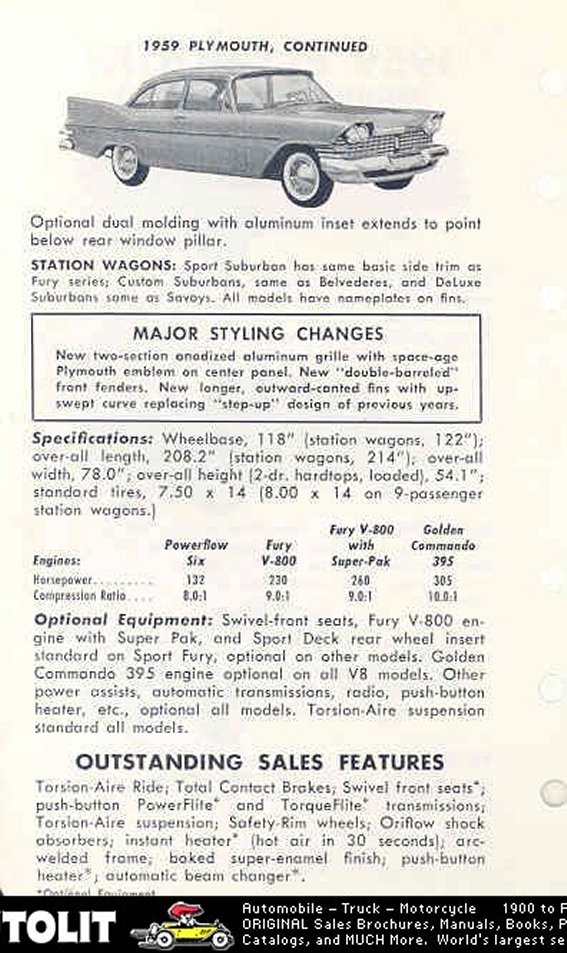 1959 PLYMOUTH, CONTINUED
Optional dual molding with aluminum inset extends to point
below rear window pillar.
STATION WAGONS: Sport Suburban has same basic side trim as
Fury series; Custom Suburbans, same as Belvederes, and DeLuxe
Suburbans same as Savoys. All models have nameplates on fins.
MAJOR STYLING CHANGES
New two-section anodized aluminum grille with space-age
Plymouth emblem on center panel. New "double-barreled"
front fenders. New longer, outward-canted fins with up-
swept curve replacing "step-up" design of previous years.
Specifications: Wheelbase, 118" (station wagons, 122");
over-all length, 208.2" (station wagons, 214"); over-all
width, 78.0"; over-all height (2-dr. hardtops, loaded), 54.1";
standard tires, 7.50 x 14 (8.00 x 14 on 9-passenger
station wagons.)
Fury V-800 Golden
Powerflow Fury with Commando
Engines: Six V-800 Super-Pak 395
Horsepower......... 132 230 260 305
Compression Ratio.... 8.0:1 9.0:1 9.0:1 10.0:1
Optional Equipment: Swivel-front seats, Fury V-800 en-
gine with Super Pak, and Sport Deck rear wheel insert
standard on Sport Fury, optional on other models. Golden
Commando 395 engine optional on all V8 models. Other
power assists, automatic transmissions, radio, push-button
heater, etc., optional all models. Torsion-Aire suspension
standard all models.
OUTSTANDING SALES FEATURES
Torsion-Aire Ride; Total Contact Brakes; Swivel front seats*;
push-button PowerFlite* and TorqueFlite* transmissions;
Torsion-Aire suspension; Safety-Rim wheels; Oriflow shock
absorbers; instant heater* (hot air in 30 seconds); arc-
welded frame; baked super-enamel finish; push-button
heater*; automatic beam changer*.
*Optional Equipment
TOLIT
Automobile – Truck – Motorcycle 1900 to
ORIGINAL Sales Brochures, Manuals, Books,
Catalogs, and MUCH More. World's largest